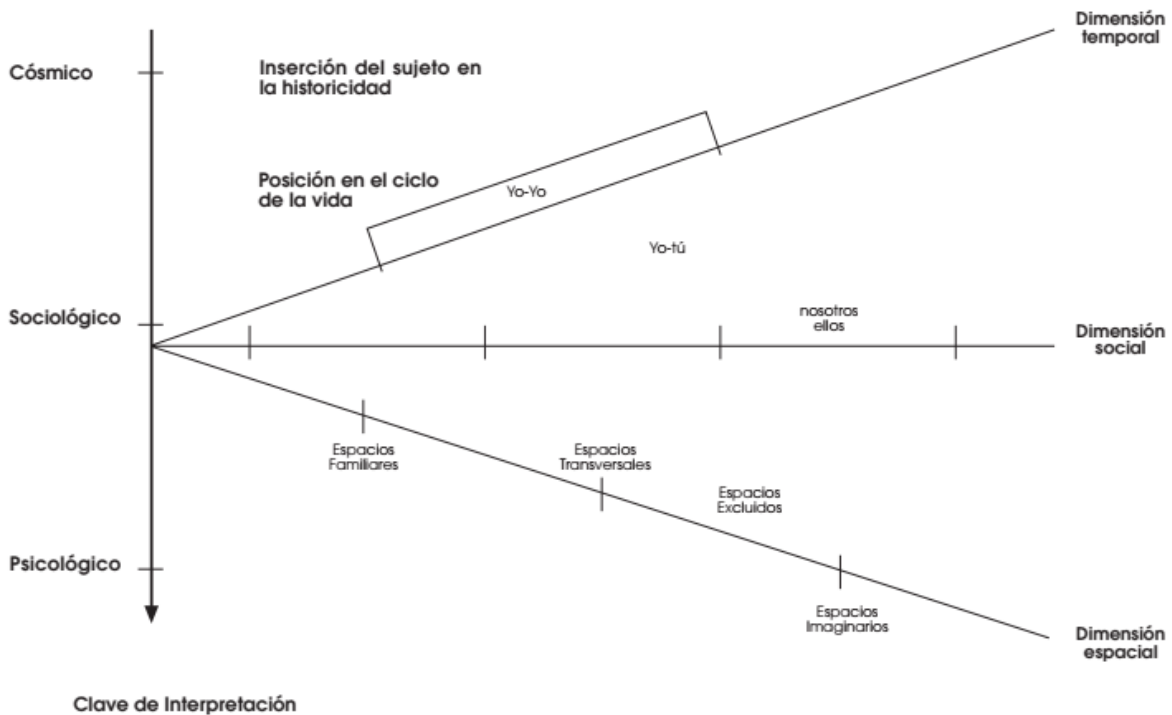 Dimensión
temporal
Cósmico
Inserción del sujeto en
la historicidad
Posición en el ciclo
de la vida
Yo-Yo
Yo-tú
Sociológico
nosotros
ellos
Dimensión
social
Espacios
Familiares
Espacios
Transversales
Espacios
Excluidos
Psicológico
Espacios
Imaginarios
Dimensión
espacial
Clave de Interpretación